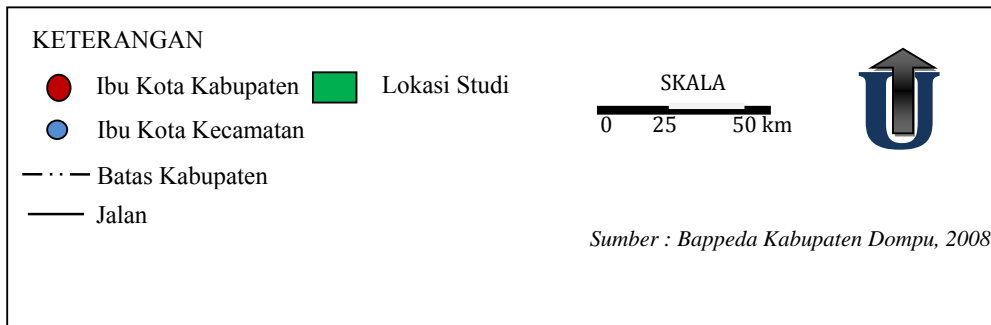 KETERANGAN
Ibu Kota Kabupaten
Lokasi Studi
Ibu Kota Kecamatan
Batas Kabupaten
Jalan
SKALA
0 25 50 km
U
Sumber : Bappeda Kabupaten Dompu, 2008